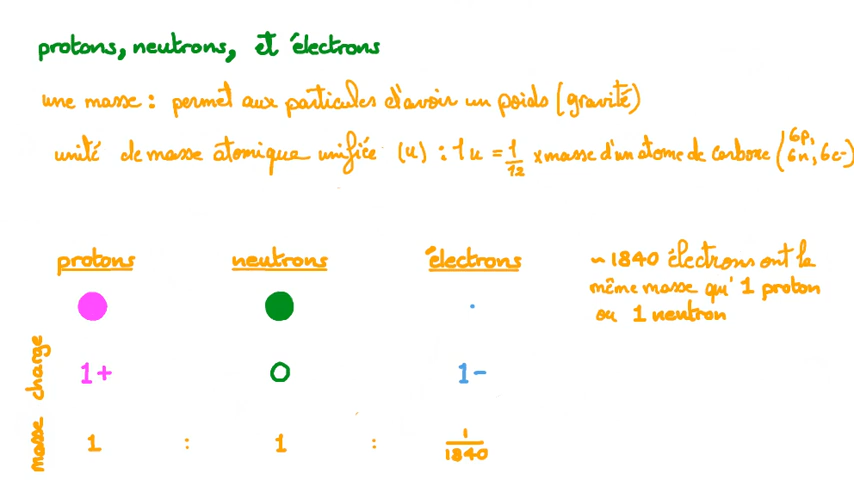 protons, neutrons, et électrons
une masse : permet aux particules d'avoir un poids (gravité)
unité de masse atomique unifiée (u) : 1 u = 1/12 x masse d'un atome de carbone (6p, 6n, 6e-)
protons neutrons électrons
~ 1840 électrons ont la
même masse qu'1 proton
ou 1 neutron
charge 1+ 0 1-
masse 1 : 1 : 1/1840